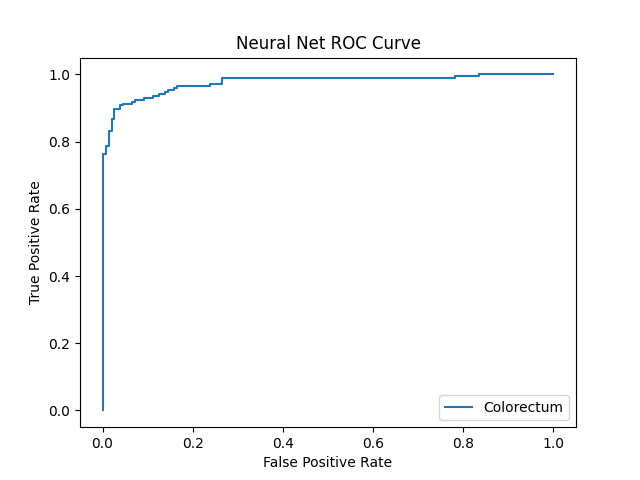 Neural Net ROC Curve
True Positive Rate
1.0
0.8
0.6
0.4
0.2
0.0
Colorectum
0.0 0.2 0.4 0.6 0.8 1.0
False Positive Rate